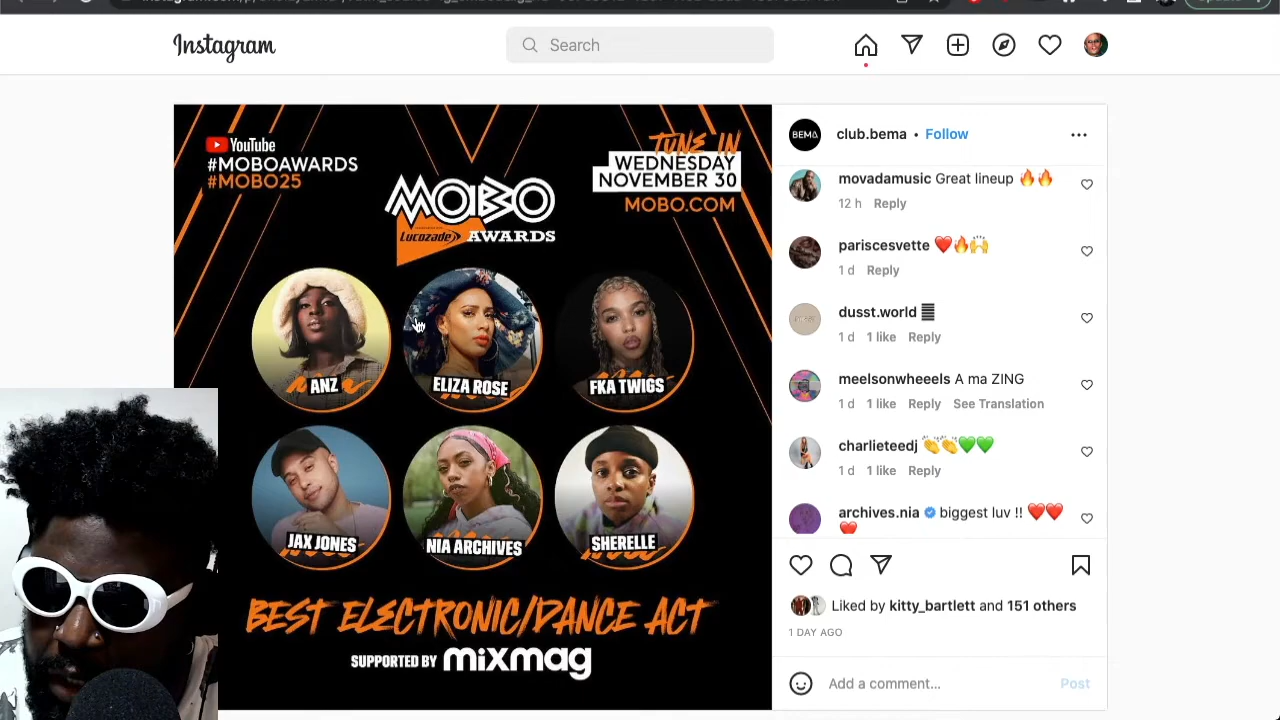 Instagram
Search
YouTube
#MOBOAWARDS
#MOBO25
TUNE IN
WEDNESDAY
NOVEMBER 30
MOBO.COM
MOBO
Lucozade AWARDS
ANZ
ELIZA ROSE
FKA TWIGS
JAX JONES
NIA ARCHIVES
SHERELLE
BEST ELECTRONIC/DANCE ACT
SUPPORTED BY mixmag
BEMA
club.bema • Follow
movadamusic Great lineup 🔥🔥
12 h Reply
pariscesvette ❤️🔥🙌
1 d Reply
dusst.world
1 d 1 like Reply
meelsonwheeels A ma ZING
1 d 1 like Reply See Translation
charlieteedj 👏👏💚💚
1 d 1 like Reply
archives.nia biggest luv !! ❤️❤️
❤️
Liked by kitty_bartlett and 151 others
1 DAY AGO
Add a comment...
Post